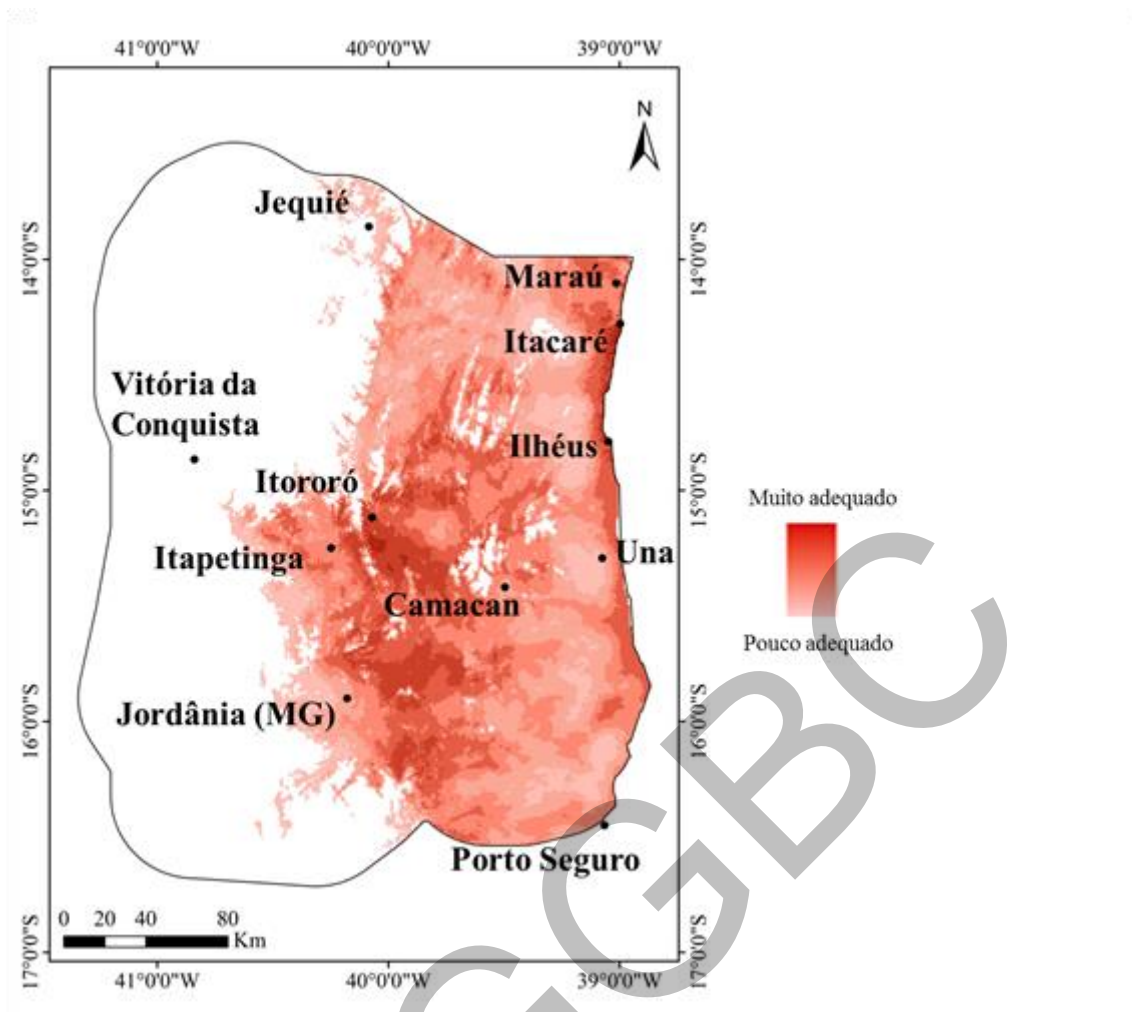 41°0'0"W 40°0'0"W 39°0'0"W
N
Jequié
14°0'0"S 14°0'0"S
Maraú
Itacaré
Vitória da
Conquista
Ilhéus
Itororó
15°0'0"S 15°0'0"S
Muito adequado
Itapetinga
Una
Camacan
Pouco adequado
Jordânia (MG)
16°0'0"S 16°0'0"S
Porto Seguro
0 20 40 80
Km
17°0'0"S 17°0'0"S
41°0'0"W 40°0'0"W 39°0'0"W
GGBC